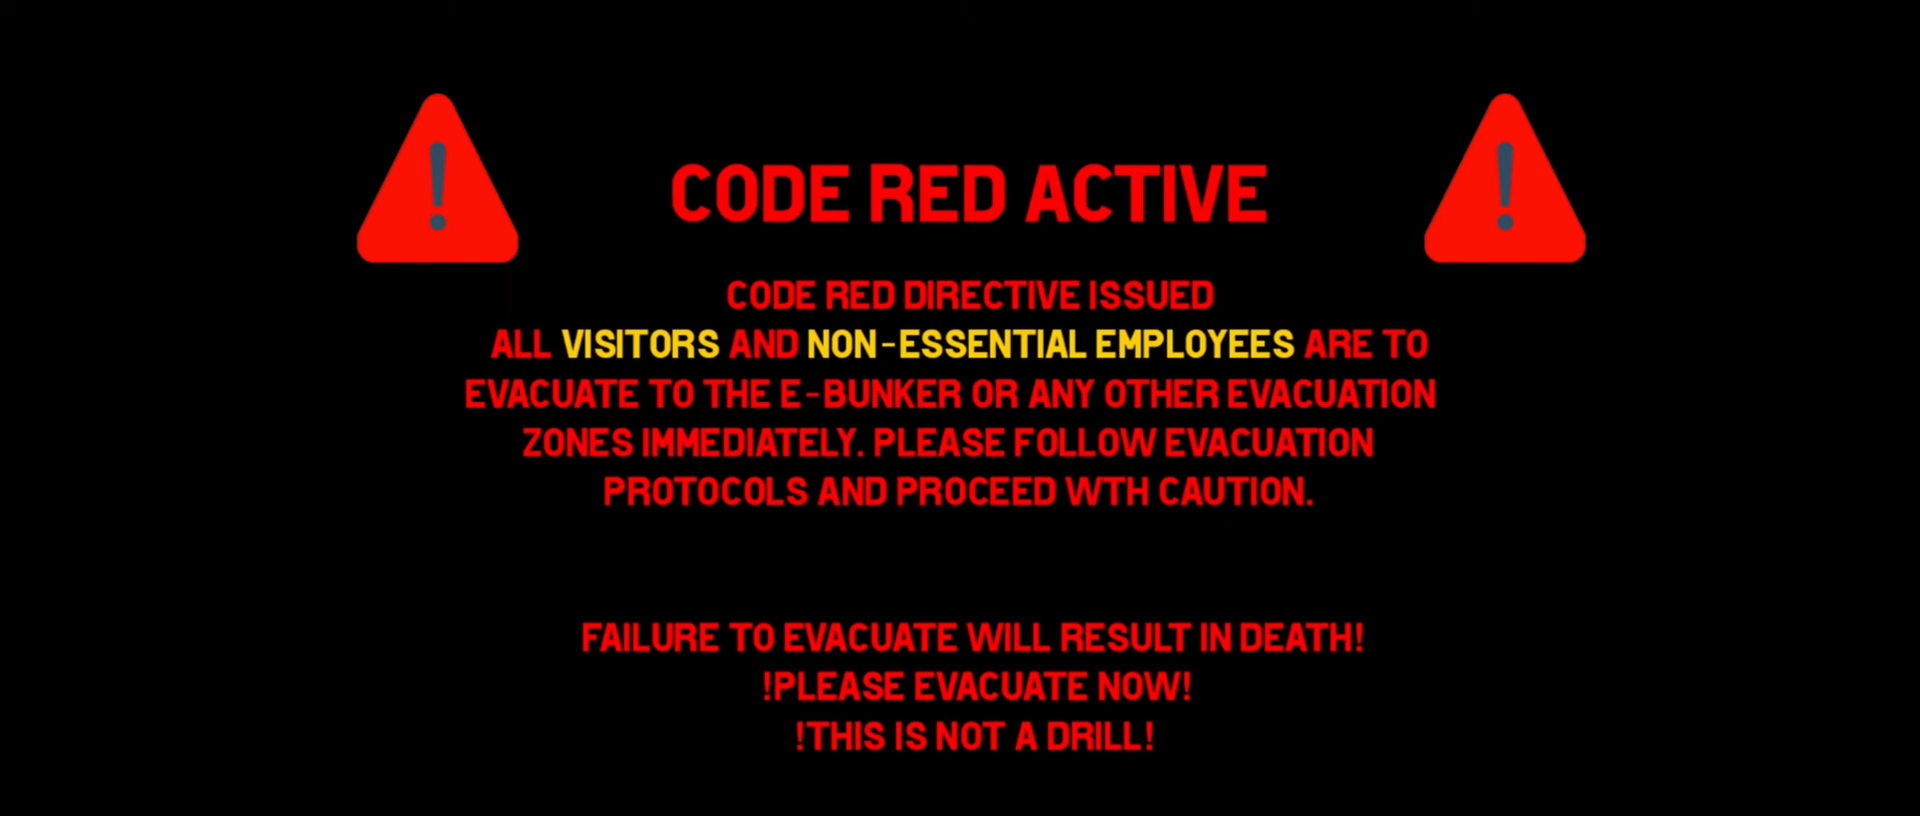 CODE RED ACTIVE
CODE RED DIRECTIVE ISSUED
ALL VISITORS AND NON-ESSENTIAL EMPLOYEES ARE TO
EVACUATE TO THE E-BUNKER OR ANY OTHER EVACUATION
ZONES IMMEDIATELY. PLEASE FOLLOW EVACUATION
PROTOCOLS AND PROCEED WTH CAUTION.
FAILURE TO EVACUATE WILL RESULT IN DEATH!
!PLEASE EVACUATE NOW!
!THIS IS NOT A DRILL!